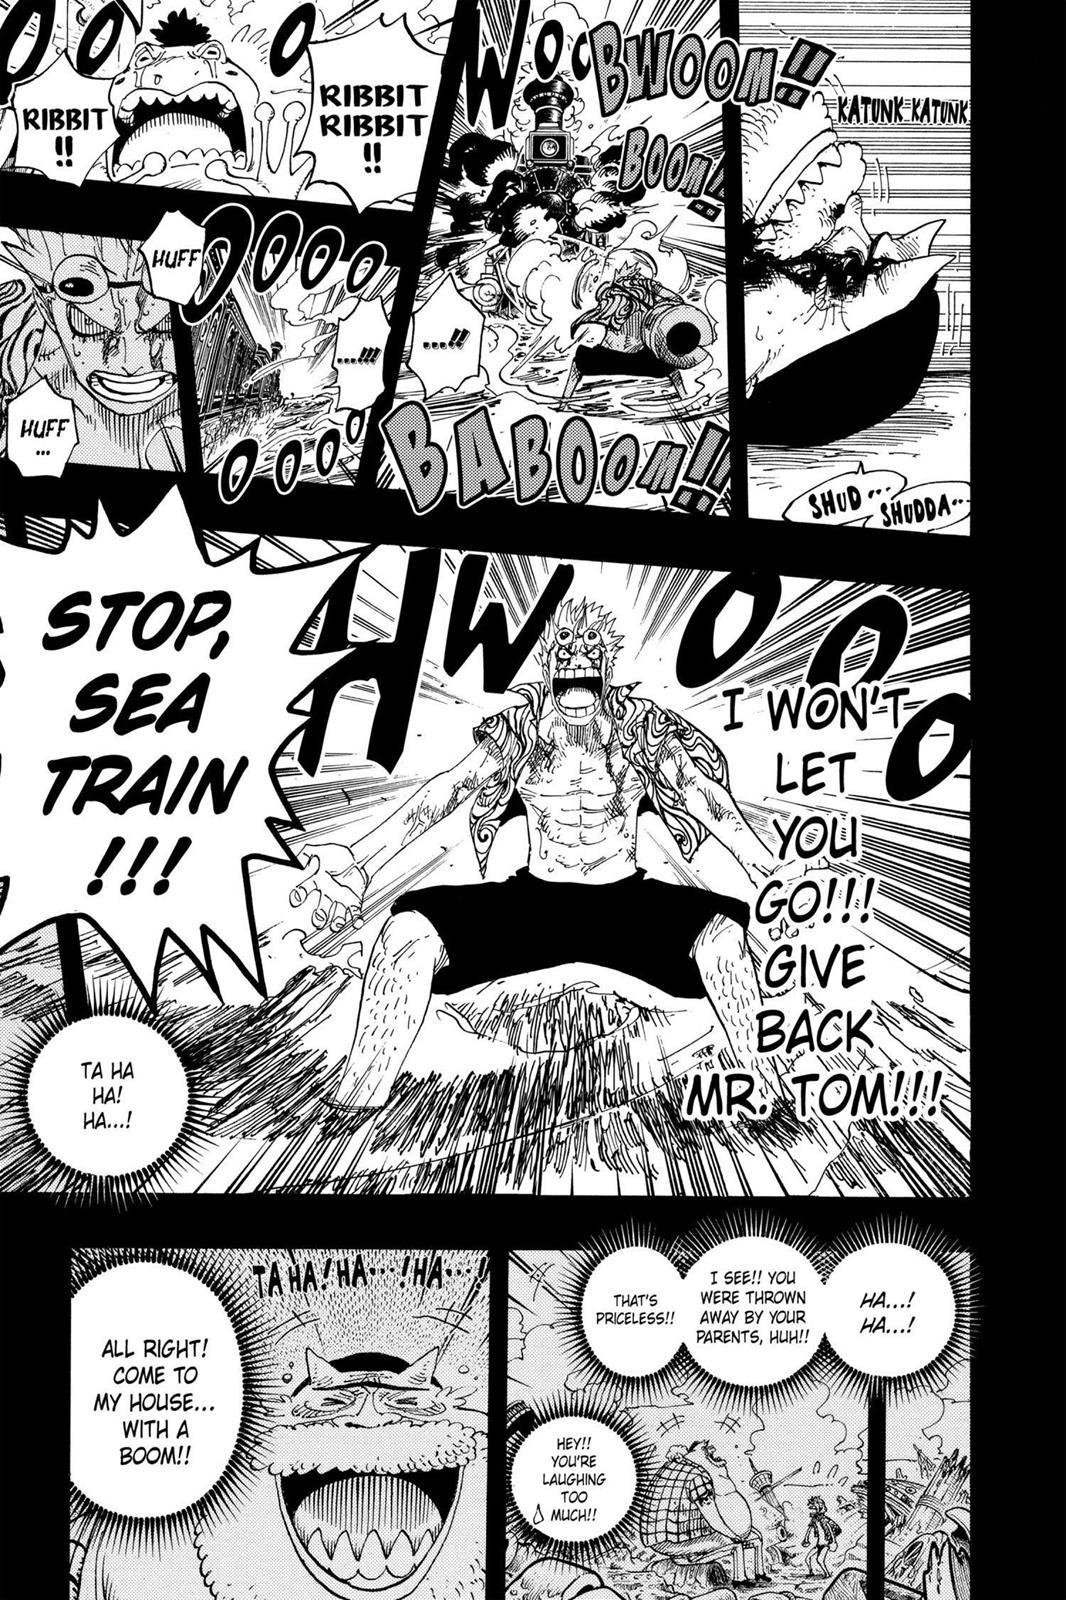 KATUNK KATUNK
SHUD... SHUDDA...
BWOOM!!
BOOM!!
WOO
...!!
BABOOM!!
RIBBIT
RIBBIT
!!
RIBBIT
!!
OOO
OOOO
...!!!
OOOO
HUFF
HUFF
...
HWOOOO
I WON'T
LET
YOU
GO!!!
GIVE
BACK
MR. TOM!!!
STOP,
SEA
TRAIN
!!!
TA HA
HA!
HA...!
HA...!
HA...!
I SEE!! YOU
WERE THROWN
AWAY BY YOUR
PARENTS, HUH!!
THAT'S
PRICELESS!!
HEY!!
YOU'RE
LAUGHING
TOO
MUCH!!
TA HA! HA...! HA...!
ALL RIGHT!
COME TO
MY HOUSE...
WITH A
BOOM!!